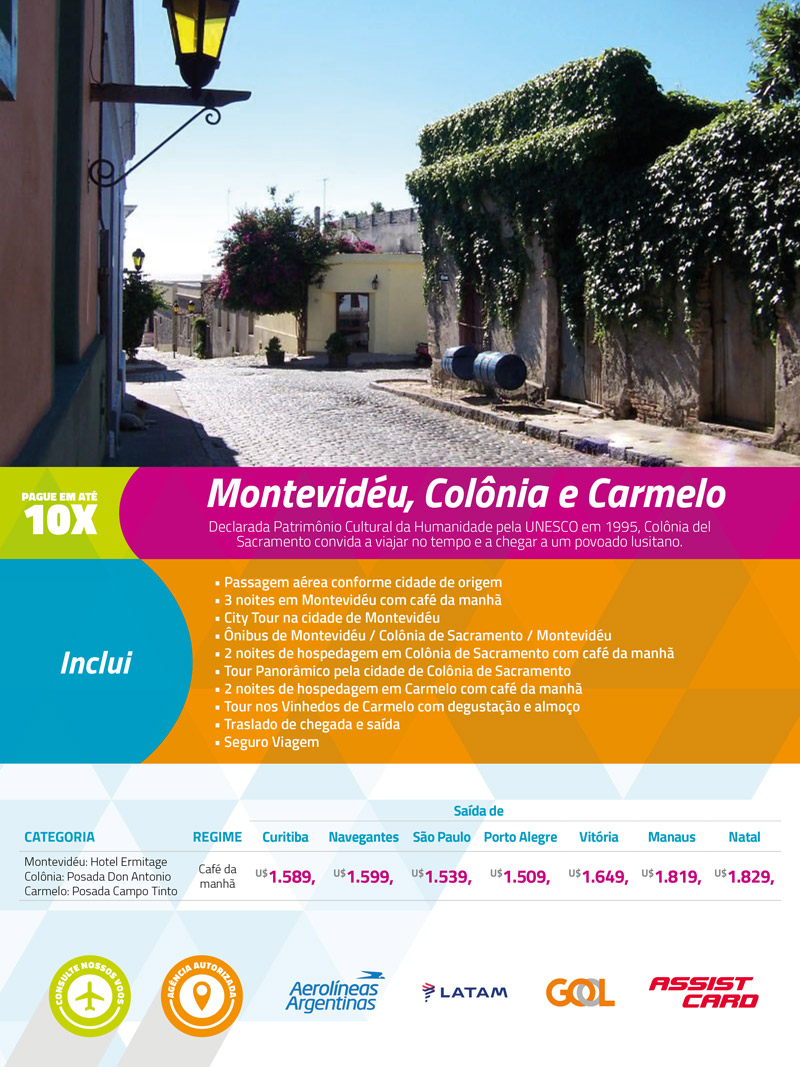 PAGUE EM ATÉ
10X
Montevidéu, Colônia e Carmelo
Declarada Patrimônio Cultural da Humanidade pela UNESCO em 1995, Colônia del
Sacramento convida a viajar no tempo e a chegar a um povoado lusitano.
Inclui
• Passagem aérea conforme cidade de origem
• 3 noites em Montevidéu com café da manhã
• City Tour na cidade de Montevidéu
• Ônibus de Montevidéu / Colônia de Sacramento / Montevidéu
• 2 noites de hospedagem em Colônia de Sacramento com café da manhã
• Tour Panorâmico pela cidade de Colônia de Sacramento
• 2 noites de hospedagem em Carmelo com café da manhã
• Tour nos Vinhedos de Carmelo com degustação e almoço
• Traslado de chegada e saída
• Seguro Viagem
Saída de
CATEGORIA REGIME Curitiba Navegantes São Paulo Porto Alegre Vitória Manaus Natal
Montevidéu: Hotel Ermitage
Colônia: Posada Don Antonio
Carmelo: Posada Campo Tinto
Café da
manhã
U$1.589, U$1.599, U$1.539, U$1.509, U$1.649, U$1.819, U$1.829,
CONSULTE NOSSOS VOOS
AGÊNCIA AUTORIZADA
Aerolíneas
Argentinas
LATAM
GOL
ASSIST
CARD